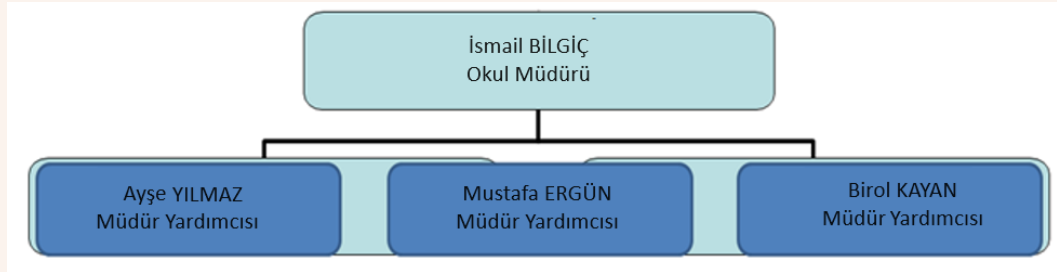 İsmail BİLGİÇ
Okul Müdürü
Ayşe YILMAZ
Müdür Yardımcısı
Mustafa ERGÜN
Müdür Yardımcısı
Birol KAYAN
Müdür Yardımcısı